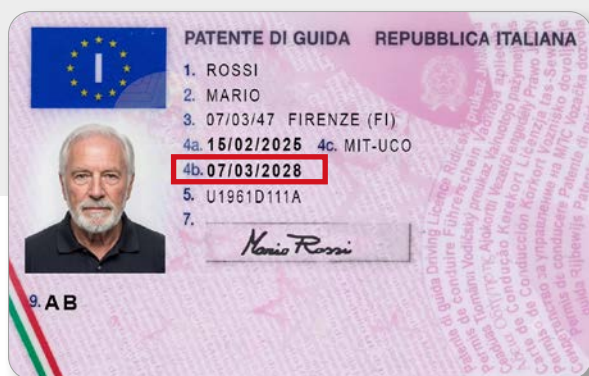 I
PATENTE DI GUIDA REPUBBLICA ITALIANA
1. ROSSI
2. MARIO
3. 07/03/47 FIRENZE (FI)
4a. 15/02/2025 4c. MIT-UCO
4b. 07/03/2028
5. U1961D111A
7.
Mario Rossi
9. AB